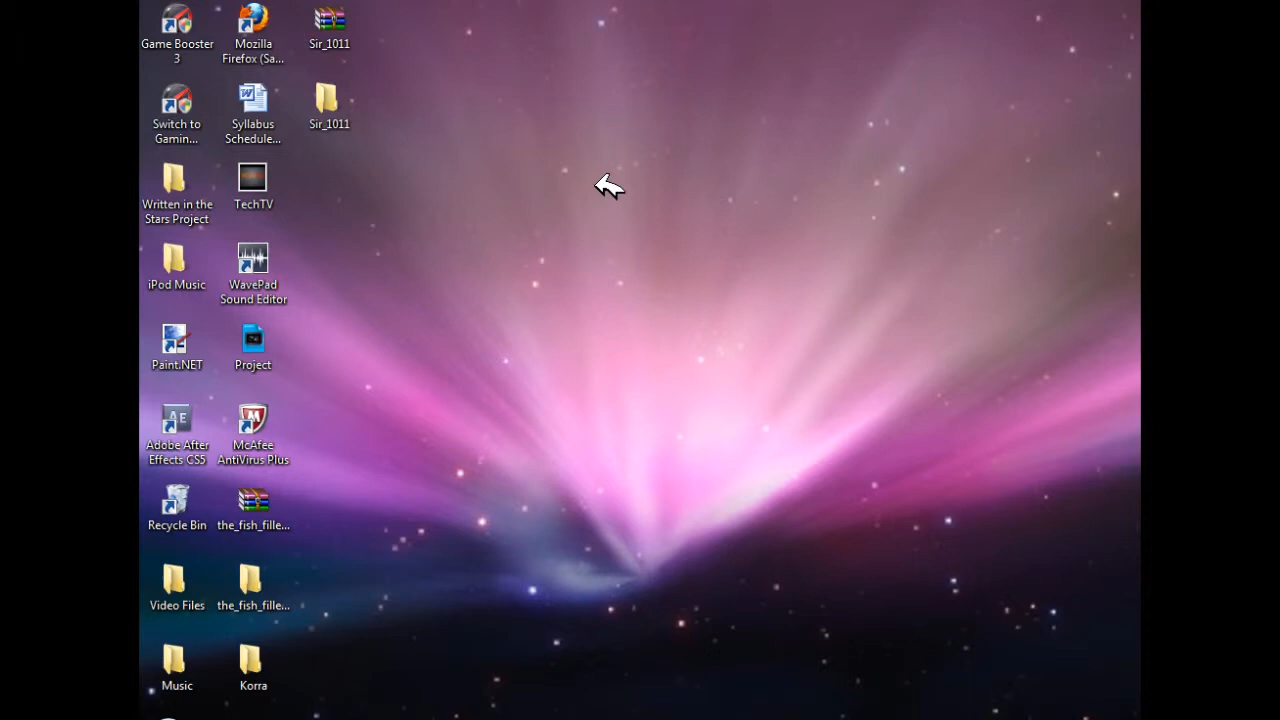 Game Booster
3
Mozilla
Firefox (Sa...
Sir_1011
Switch to
Gamin...
Syllabus
Schedule...
Sir_1011
Written in the
Stars Project
TechTV
iPod Music
WavePad
Sound Editor
Paint.NET
Project
Adobe After
Effects CS5
McAfee
AntiVirus Plus
Recycle Bin
the_fish_fille...
Video Files
the_fish_fille...
Music
Korra